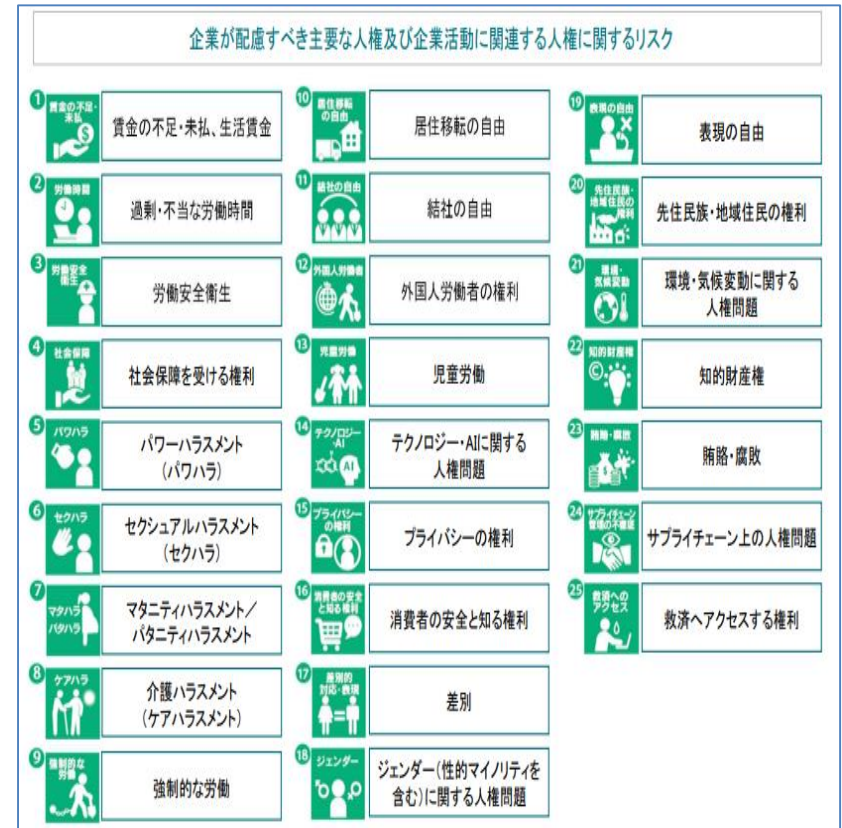 企業が配慮すべき主要な人権及び企業活動に関連する人権に関するリスク
1
賃金の不足・
未払
賃金の不足・未払、生活賃金
2
労働時間
過剰・不当な労働時間
3
労働安全
衛生
労働安全衛生
4
社会保障
社会保障を受ける権利
5
パワハラ
パワーハラスメント
(パワハラ)
6
セクハラ
セクシュアルハラスメント
(セクハラ)
7
マタハラ
パタハラ
マタニティハラスメント/
パタニティハラスメント
8
ケアハラ
介護ハラスメント
(ケアハラスメント)
9
強制的な
労働
強制的な労働
10
居住移転
の自由
居住移転の自由
11
結社の自由
結社の自由
12
外国人労働者
外国人労働者の権利
13
児童労働
児童労働
14
テクノロジー
・AI
AI
テクノロジー・AIに関する
人権問題
15
プライバシー
の権利
プライバシーの権利
16
消費者の安全
と知る権利
消費者の安全と知る権利
17
差別的
対応・表現
差別
18
ジェンダー
ジェンダー(性的マイノリティを
含む)に関する人権問題
19
表現の自由
表現の自由
20
先住民族・
地域住民の
権利
先住民族・地域住民の権利
21
環境・
気候変動
環境・気候変動に関する
人権問題
22
知的財産権
©
知的財産権
23
賄賂・腐敗
賄賂・腐敗
24
サプライチェーン
サプライチェーン上の人権問題
25
救済への
アクセス
救済へアクセスする権利